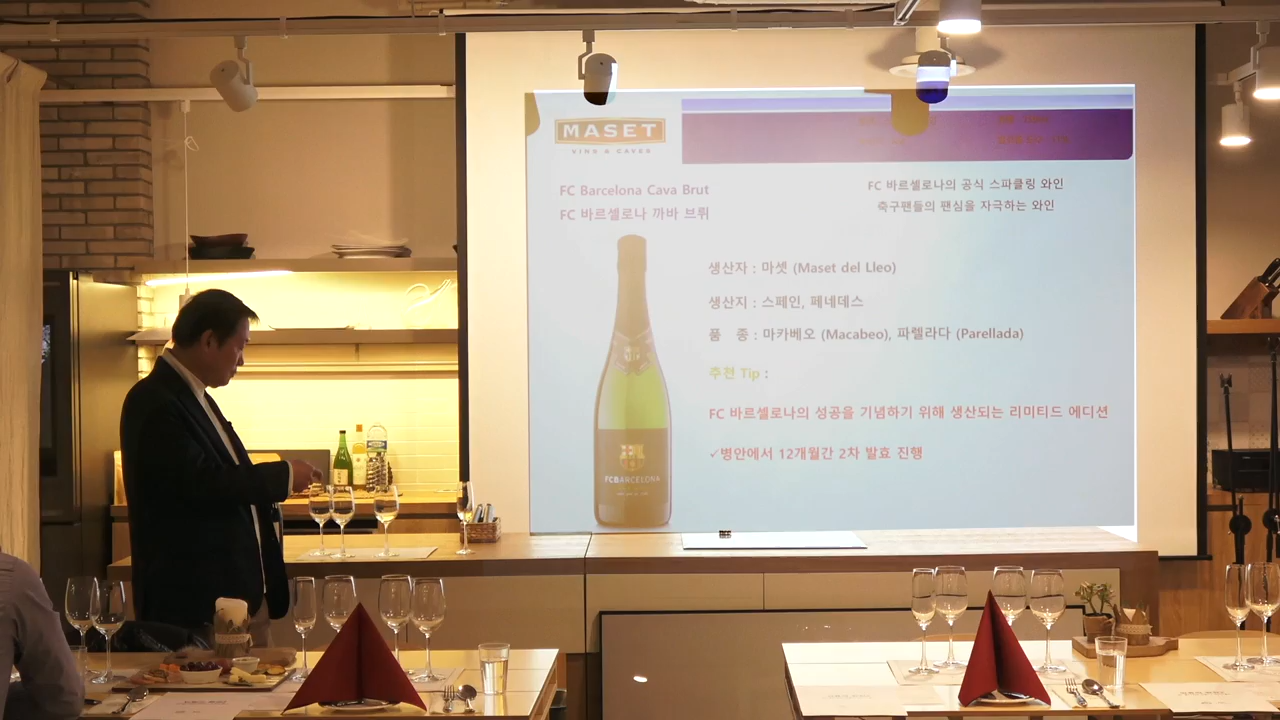 MASET
VINS & CAVES
FC Barcelona Cava Brut
FC 바르셀로나 까바 브뤼
FC 바르셀로나의 공식 스파클링 와인
축구팬들의 팬심을 자극하는 와인
생산자 : 마셋 (Maset del Lleo)
생산지 : 스페인, 페네데스
품 종 : 마카베오 (Macabeo), 파렐라다 (Parellada)
추천 Tip :
FC 바르셀로나의 성공을 기념하기 위해 생산되는 리미티드 에디션
✓병안에서 12개월간 2차 발효 진행
FCBARCELONA